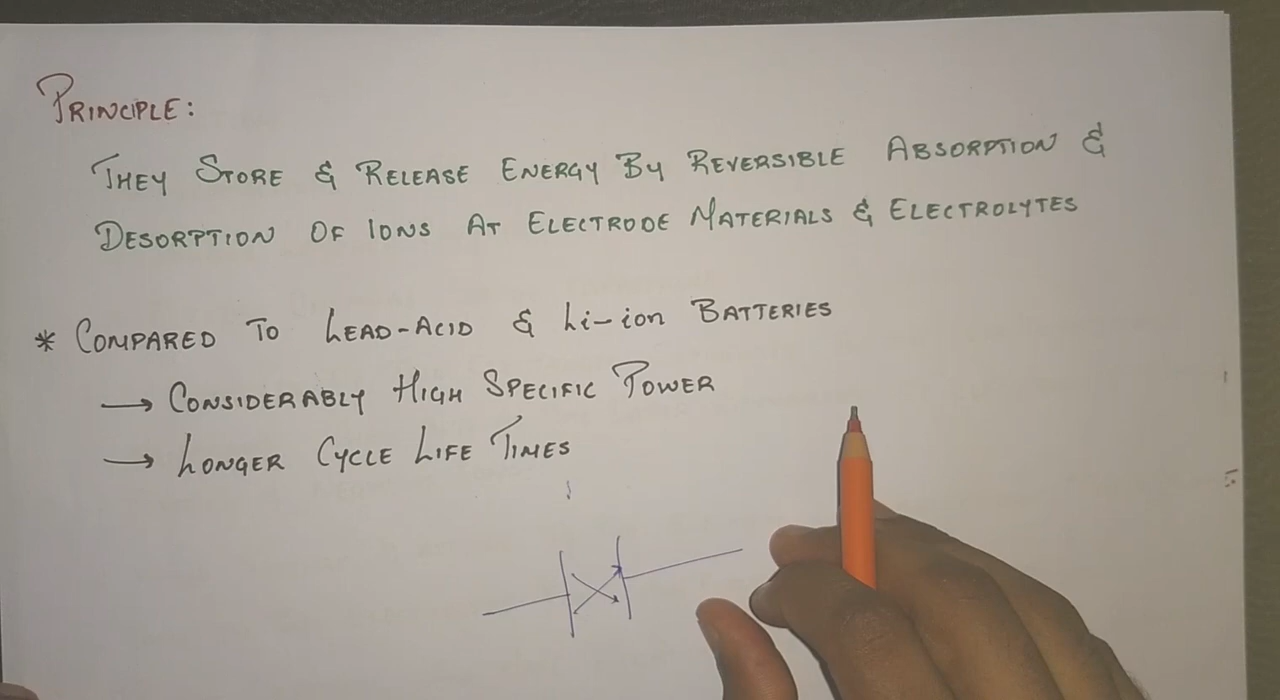 PRINCIPLE:
THEY STORE & RELEASE ENERGY BY REVERSIBLE ABSORPTION &
DESORPTION OF IONS AT ELECTRODE MATERIALS & ELECTROLYTES
* COMPARED TO LEAD-ACID & Li-ion BATTERIES
→ CONSIDERABLY HIGH SPECIFIC POWER
→ LONGER CYCLE LIFE TIMES